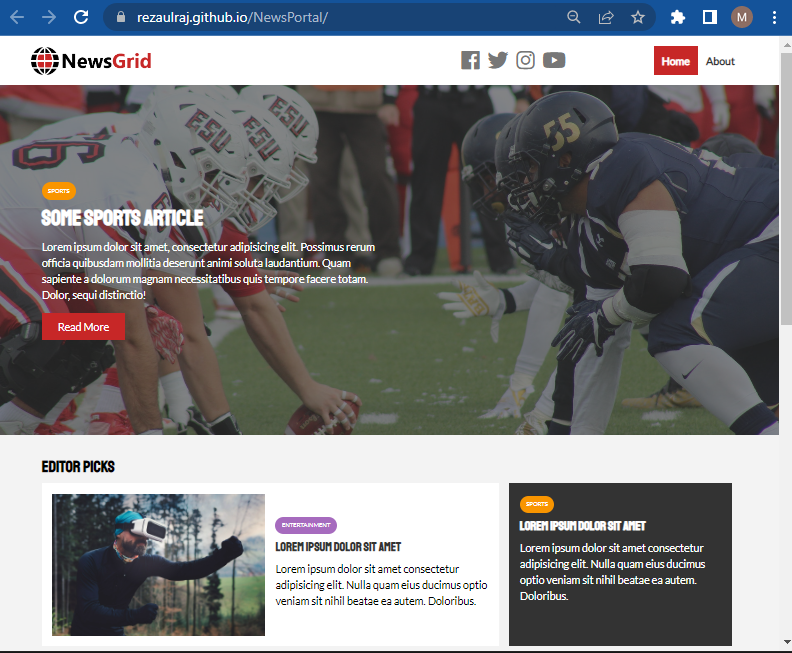 rezaulraj.github.io/NewsPortal/
M
NewsGrid
Home
About
ESU
ESU
ESU
55
SPORTS
SOME SPORTS ARTICLE
Lorem ipsum dolor sit amet, consectetur adipisicing elit. Possimus rerum
officia quibusdam mollitia deserunt animi soluta laudantium. Quam
sapiente a dolorum magnam necessitatibus quis tempore facere totam.
Dolor, sequi distinctio!
Read More
EDITOR PICKS
ENTERTAINMENT
LOREM IPSUM DOLOR SIT AMET
Lorem ipsum dolor sit amet consectetur
adipisicing elit. Nulla quam eius ducimus optio
veniam sit nihil beatae ea autem. Doloribus.
SPORTS
LOREM IPSUM DOLOR SIT AMET
Lorem ipsum dolor sit amet consectetur
adipisicing elit. Nulla quam eius ducimus
optio veniam sit nihil beatae ea autem.
Doloribus.